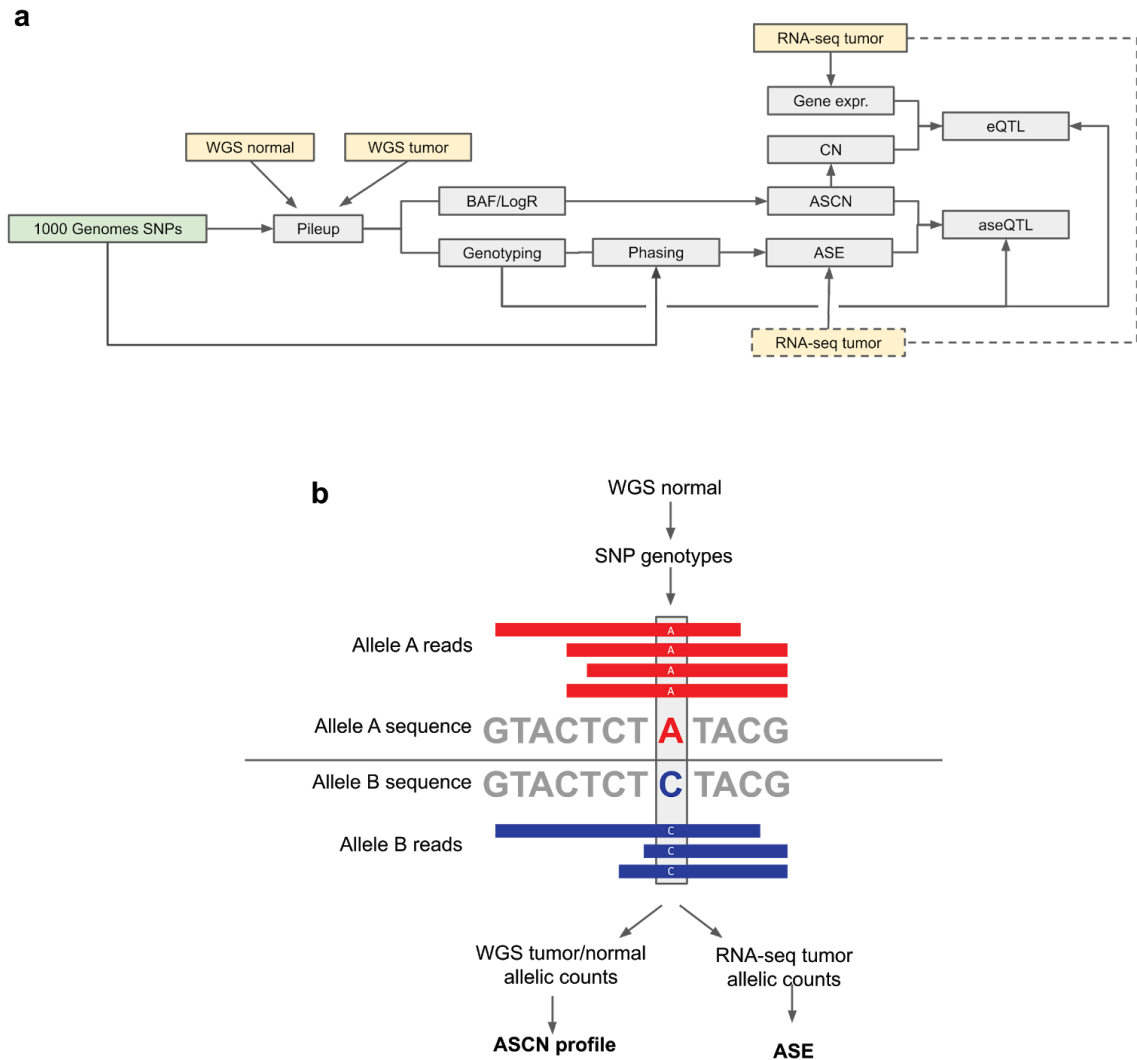 a
RNA-seq tumor
Gene expr.
eQTL
WGS normal
WGS tumor
CN
BAF/LogR
ASCN
1000 Genomes SNPs
Pileup
aseQTL
Genotyping
Phasing
ASE
RNA-seq tumor
b
WGS normal
SNP genotypes
Allele A reads
A
A
A
A
Allele A sequence GTACTCT A TACG
Allele B sequence GTACTCT C TACG
Allele B reads
C
C
C
WGS tumor/normal
allelic counts
RNA-seq tumor
allelic counts
ASCN profile
ASE